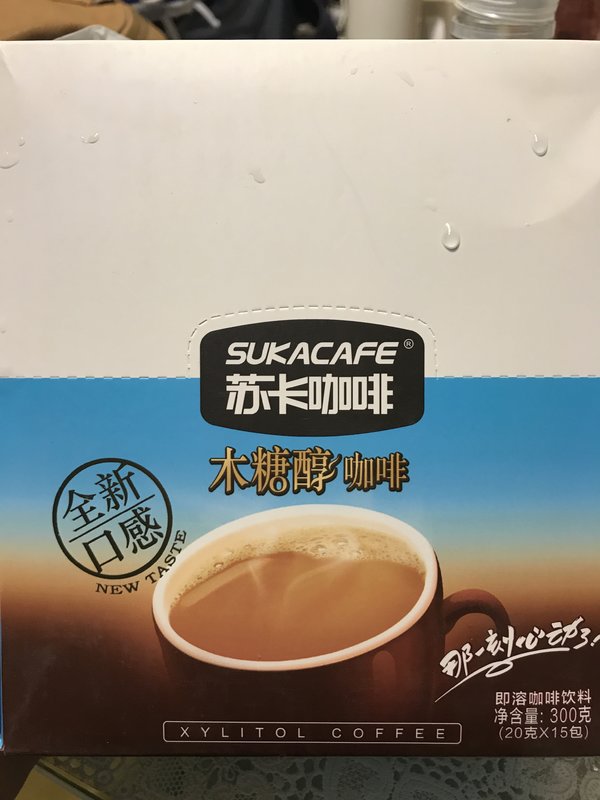 SUKACAFE®
苏卡咖啡
木糖醇咖啡
全新
口感
NEW TASTE
那一刻心动了!
即溶咖啡饮料
净含量: 300克
(20克X15包)
XYLITOL COFFEE